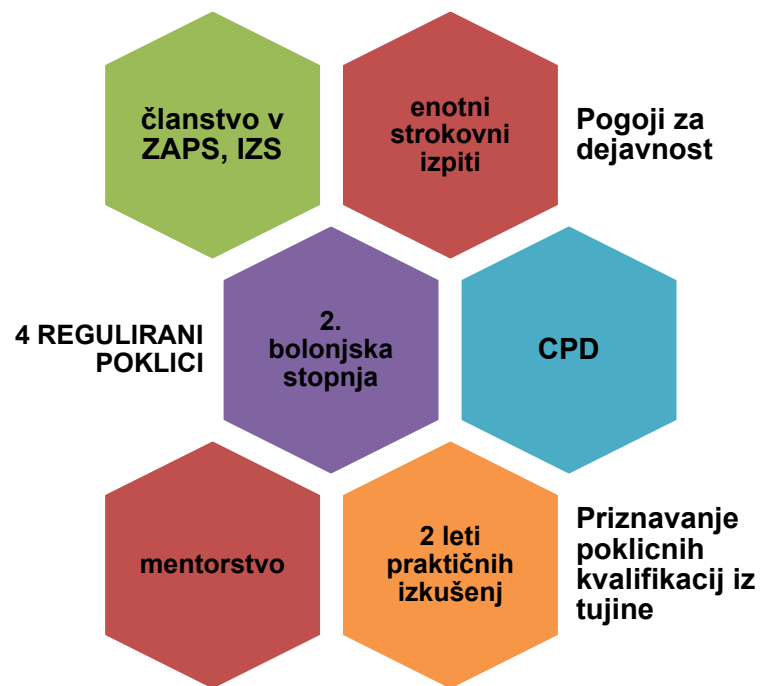 članstvo v
ZAPS, IZS
enotni
strokovni
izpiti
Pogoji za
dejavnost
4 REGULIRANI
POKLICI
2.
bolonjska
stopnja
CPD
mentorstvo
2 leti
praktičnih
izkušenj
Priznavanje
poklicnih
kvalifikacij iz
tujine